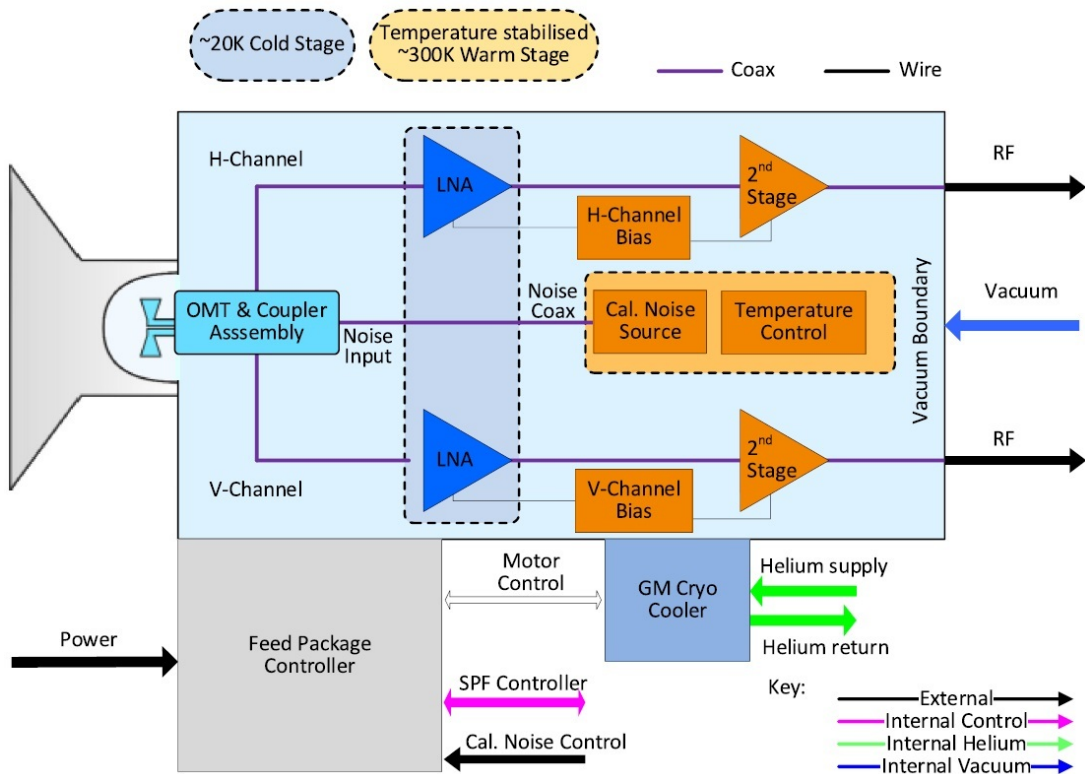 ~20K Cold Stage
Temperature stabilised
~300K Warm Stage
Coax
Wire
H-Channel
LNA
2nd
Stage
RF
H-Channel
Bias
OMT & Coupler
Asssembly
Noise
Input
Noise
Coax
Cal. Noise
Source
Temperature
Control
Vacuum Boundary
Vacuum
V-Channel
LNA
2nd
Stage
RF
V-Channel
Bias
Motor
Control
GM Cryo
Cooler
Helium supply
Helium return
Power
Feed Package
Controller
SPF Controller
Cal. Noise Control
Key:
External
Internal Control
Internal Helium
Internal Vacuum